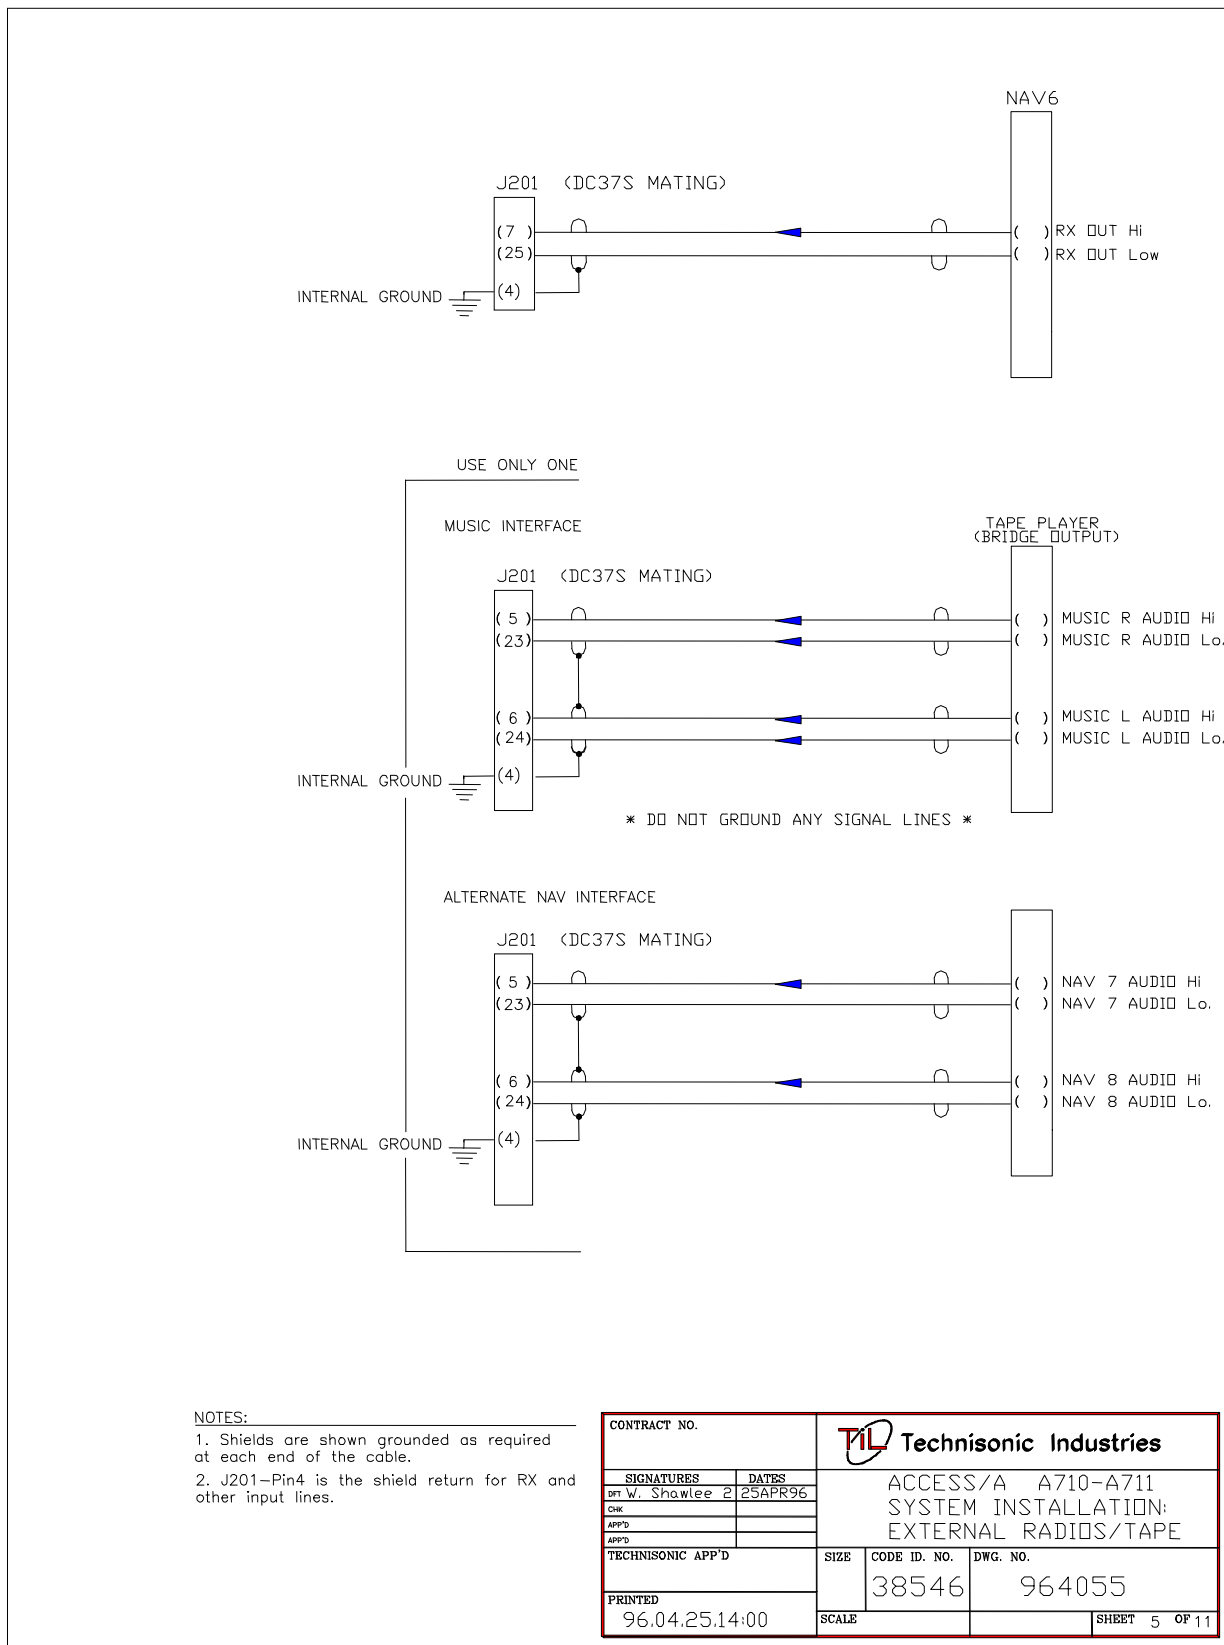 NAV6
J201 (DC37S MATING)
(7 ) ( ) RX OUT Hi
(25) ( ) RX OUT Low
INTERNAL GROUND (4)
USE ONLY ONE
MUSIC INTERFACE
TAPE PLAYER
(BRIDGE OUTPUT)
J201 (DC37S MATING)
( 5 ) ( ) MUSIC R AUDIO Hi
(23) ( ) MUSIC R AUDIO Lo.
( 6 ) ( ) MUSIC L AUDIO Hi
(24) ( ) MUSIC L AUDIO Lo.
INTERNAL GROUND (4)
* DO NOT GROUND ANY SIGNAL LINES *
ALTERNATE NAV INTERFACE
J201 (DC37S MATING)
( 5 ) ( ) NAV 7 AUDIO Hi
(23) ( ) NAV 7 AUDIO Lo.
( 6 ) ( ) NAV 8 AUDIO Hi
(24) ( ) NAV 8 AUDIO Lo.
INTERNAL GROUND (4)
NOTES:
1. Shields are shown grounded as required
at each end of the cable.
2. J201-Pin4 is the shield return for RX and
other input lines.
CONTRACT NO.
TiL Technisonic Industries
SIGNATURES DATES
DFT W. Shawlee 2 25APR96
CHK
APP'D
APP'D
ACCESS/A A710-A711
SYSTEM INSTALLATION:
EXTERNAL RADIOS/TAPE
TECHNISONIC APP'D
SIZE CODE ID. NO. DWG. NO.
38546 964055
PRINTED
96.04.25.14:00
SCALE SHEET 5 OF 11